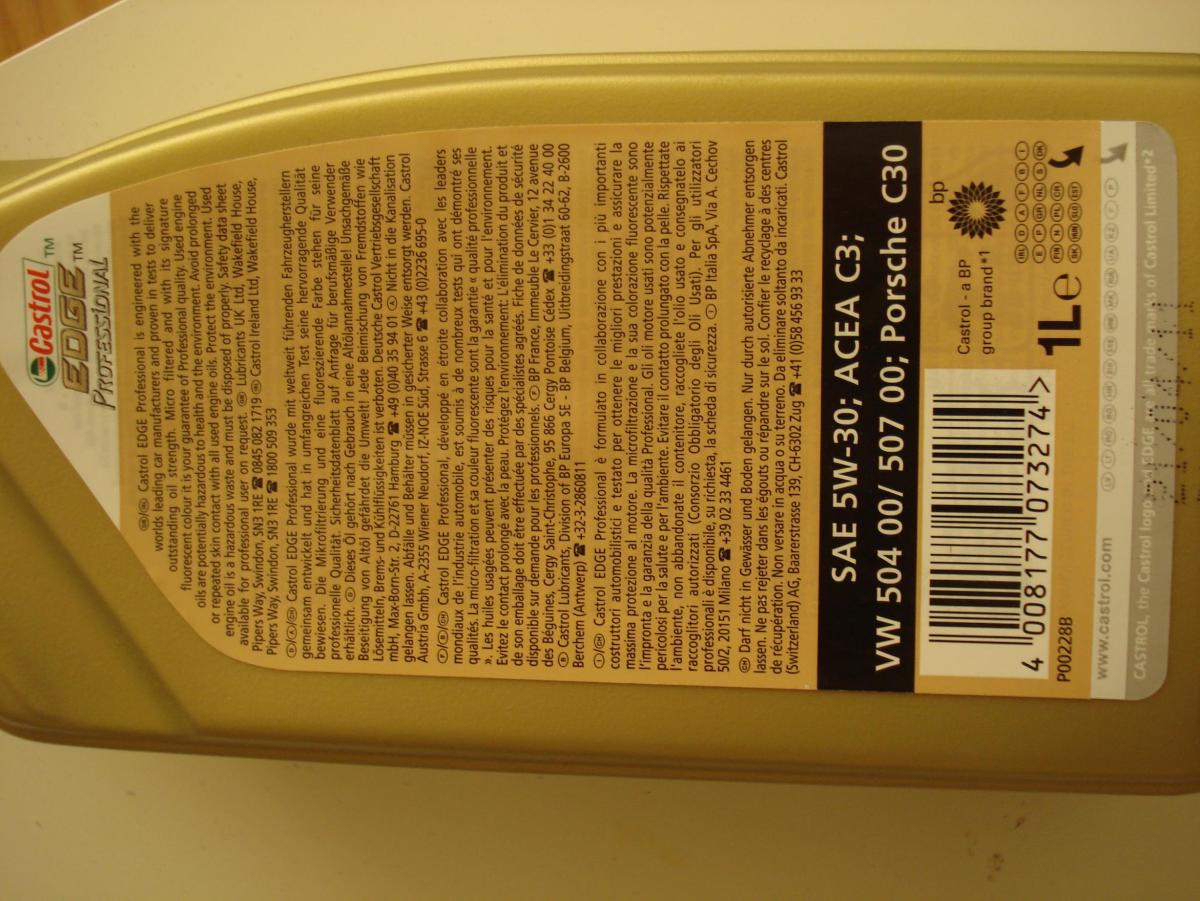 Castrol
EDGE™
PROFESSIONAL
Castrol EDGE Professional is engineered with the
worlds leading car manufacturers and proven in tests to deliver
outstanding oil strength. Micro filtered and with its signature
fluorescent colour it is your guarantee of Professional quality. Used engine
oils are potentially hazardous to health and the environment. Avoid prolonged
or repeated skin contact with all used engine oils. Protect the environment. Used
engine oil is a hazardous waste and must be disposed of properly. Safety data sheet
available for professional user on request. Lubricants UK Ltd, Wakefield House,
Pipers Way, Swindon, SN3 1RE ☎ 0845 082 1719 Castrol Ireland Ltd, Wakefield House,
Pipers Way, Swindon, SN3 1RE ☎ 1800 509 353
Castrol EDGE Professional wurde mit weltweit führenden Fahrzeugherstellern
gemeinsam entwickelt und hat in umfangreichen Test seine hervorragende Qualität
bewiesen. Die Mikrofiltrierung und eine fluoreszierende Farbe stehen für seine
professionelle Qualität. Sicherheitsdatenblatt auf Anfrage für berufsmäßige Verwender
erhältlich. Dieses Öl gehört nach Gebrauch in eine Altölannahmestelle! Unsachgemäße
Beseitigung von Altöl gefährdet die Umwelt! Jede Beimischung von Fremdstoffen wie
Lösemitteln, Brems- und Kühlflüssigkeiten ist verboten. Deutsche Castrol Vertriebsgesellschaft
mbH, Max-Born-Str. 2, D-22761 Hamburg ☎ +49 (0)40 35 94 01 Nicht in die Kanalisation
gelangen lassen. Abfälle und Behälter müssen in gesicherter Weise entsorgt werden. Castrol
Austria Gmbh, A-2355 Wiener Neudorf, IZ-NOE Süd, Strasse 6 ☎ +43 (0)2236 695-0
Castrol EDGE Professional, développé en étroite collaboration avec les leaders
mondiaux de l'industrie automobile, est soumis à de nombreux tests qui ont démontré ses
qualités. La micro-filtration et sa couleur fluorescente sont la garantie « qualité professionnelle
». Les huiles usagées peuvent présenter des risques pour la santé et pour l'environnement.
Evitez le contact prolongé avec la peau. Protégez l'environnement: L'élimination du produit et
de son emballage doit être effectuée par des spécialistes agréés. Fiche de données de sécurité
disponible sur demande pour les professionnels. BP France, Immeuble Le Cervier, 12 avenue
des Béguines, Cergy Saint-Christophe, 95 866 Cergy Pontoise Cédex ☎ +33 (0)1 34 22 40 00
Castrol Lubricants, Division of BP Europa SE - BP Belgium, Uitbreidingstraat 60-62, B-2600
Berchem (Antwerp) ☎ +32-3-2860811
Castrol EDGE Professional è formulato in collaborazione con i più importanti
costruttori automobilistici e testato per ottenere le migliori prestazioni e assicurare la
massima protezione al motore. La microfiltrazione e la sua colorazione fluorescente sono
l'impronta e la garanzia della qualità Professional. Gli oli motore usati sono potenzialmente
pericolosi per la salute e per l'ambiente. Evitare il contatto prolungato con la pelle. Rispettate
l'ambiente, non abbandonate il contenitore, raccogliete l'olio usato e consegnatelo ai
raccoglitori autorizzati (Consorzio Obbligatorio degli Oli Usati). Per gli utilizzatori
professionali è disponibile, su richiesta, la scheda di sicurezza. BP Italia SpA, Via A. Cechov
50/2, 20151 Milano ☎ +39 02 33 4461
Darf nicht in Gewässer und Boden gelangen. Nur durch autorisierte Abnehmer entsorgen
lassen. Ne pas rejeter dans les égouts ou répandre sur le sol. Confier le recyclage à des centres
de récupération Non versare in acqua o su terreno. Da eliminare soltanto da incaricati. Castrol
(Switzerland) AG, Baarerstrasse 139, CH-6302 Zug ☎ +41 (0)58 456 93 33
SAE 5W-30; ACEA C3;
VW 504 00/ 507 00; Porsche C30
bp
Castrol - a BP
group brand*1
1L e
4 008177 073274 >
P00228B
www.castrol.com
CASTROL, the Castrol logo, EDGE all trade marks of Castrol Limited*2